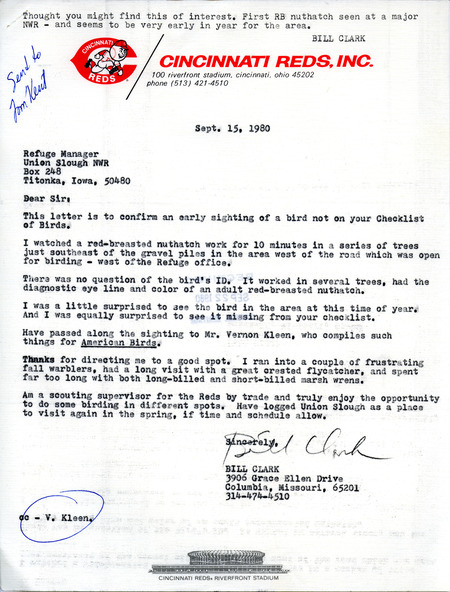 Thought you might find this of interest. First RB nuthatch seen at a major
NWR - and seems to be very early in year for the area.
BILL CLARK
Sent to
Tom Kent
CINCINNATI
REDS
CINCINNATI REDS, INC.
100 riverfront stadium, cincinnati, ohio 45202
phone (513) 421-4510
Sept. 15, 1980
Refuge Manager
Union Slough NWR
Box 248
Titonka, Iowa, 50480
Dear Sir:
This letter is to confirm an early sighting of a bird not on your Checklist
of Birds.
I watched a red-breasted nuthatch work for 10 minutes in a series of trees
just southeast of the gravel piles in the area west of the road which was open
for birding - west of the Refuge office.
There was no question of the bird's ID. It worked in several trees, had the
diagnostic eye line and color of an adult red-breasted nuthatch.
I was a little surprised to see the bird in the area at this time of year.
And I was equally surprised to see it missing from your checklist.
Have passed along the sighting to Mr. Vernon Kleen, who compiles such
things for American Birds.
Thanks for directing me to a good spot. I ran into a couple of frustrating
fall warblers, had a long visit with a great crested flycatcher, and spent
far too long with both long-billed and short-billed marsh wrens.
Am a scouting supervisor for the Reds by trade and truly enjoy the opportunity
to do some birding in different spots. Have logged Union Slough as a place
to visit again in the spring, if time and schedule allow.
Sincerely,
Bill Clark
BILL CLARK
3906 Grace Ellen Drive
Columbia, Missouri, 65201
314-474-4510
cc - V. Kleen.
CINCINNATI REDS • RIVERFRONT STADIUM